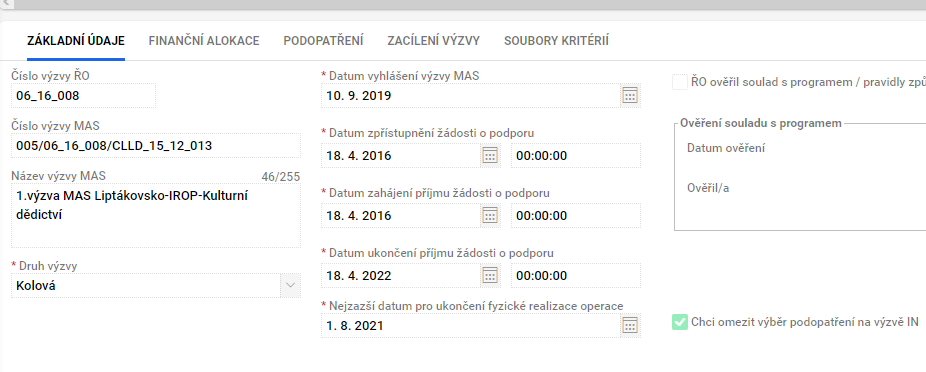 ZÁKLADNÍ ÚDAJE FINANČNÍ ALOKACE PODOPATŘENÍ ZACÍLENÍ VÝZVY SOUBORY KRITÉRIÍ
Číslo výzvy ŘO
06_16_008
Číslo výzvy MAS
005/06_16_008/CLLD_15_12_013
Název výzvy MAS 46/255
1.výzva MAS Liptákovsko-IROP-Kulturní
dědictví
* Druh výzvy
Kolová
* Datum vyhlášení výzvy MAS
10. 9. 2019
* Datum zpřístupnění žádosti o podporu
18. 4. 2016 00:00:00
* Datum zahájení příjmu žádosti o podporu
18. 4. 2016 00:00:00
* Datum ukončení příjmu žádosti o podporu
18. 4. 2022 00:00:00
* Nejzazší datum pro ukončení fyzické realizace operace
1. 8. 2021
ŘO ověřil soulad s programem / pravidly způ
Ověření souladu s programem
Datum ověření
Ověřil/a
Chci omezit výběr podopatření na výzvě IN